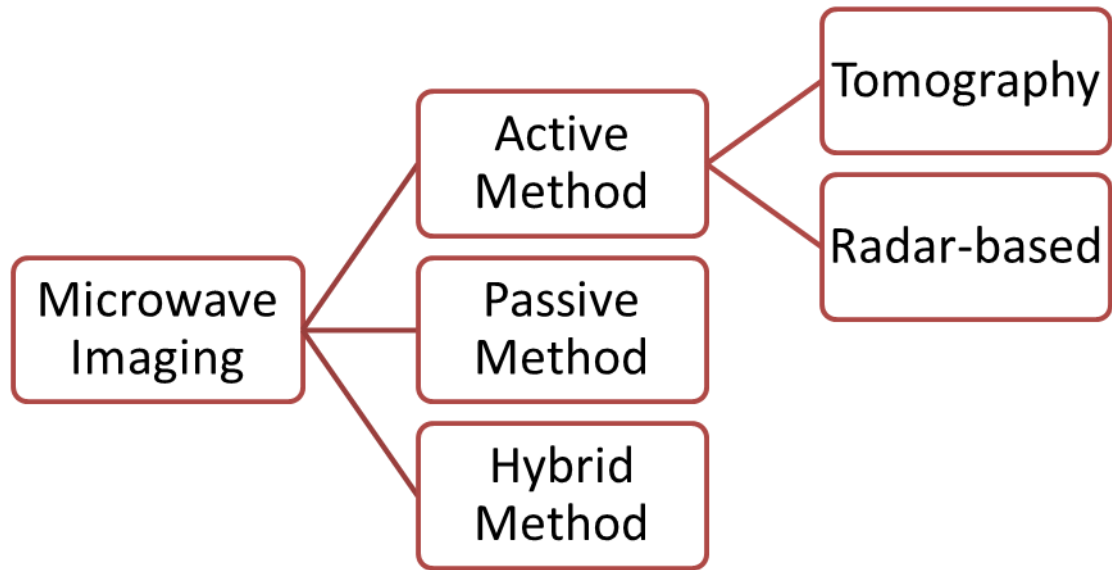 Microwave
Imaging
Active
Method
Passive
Method
Hybrid
Method
Tomography
Radar-based